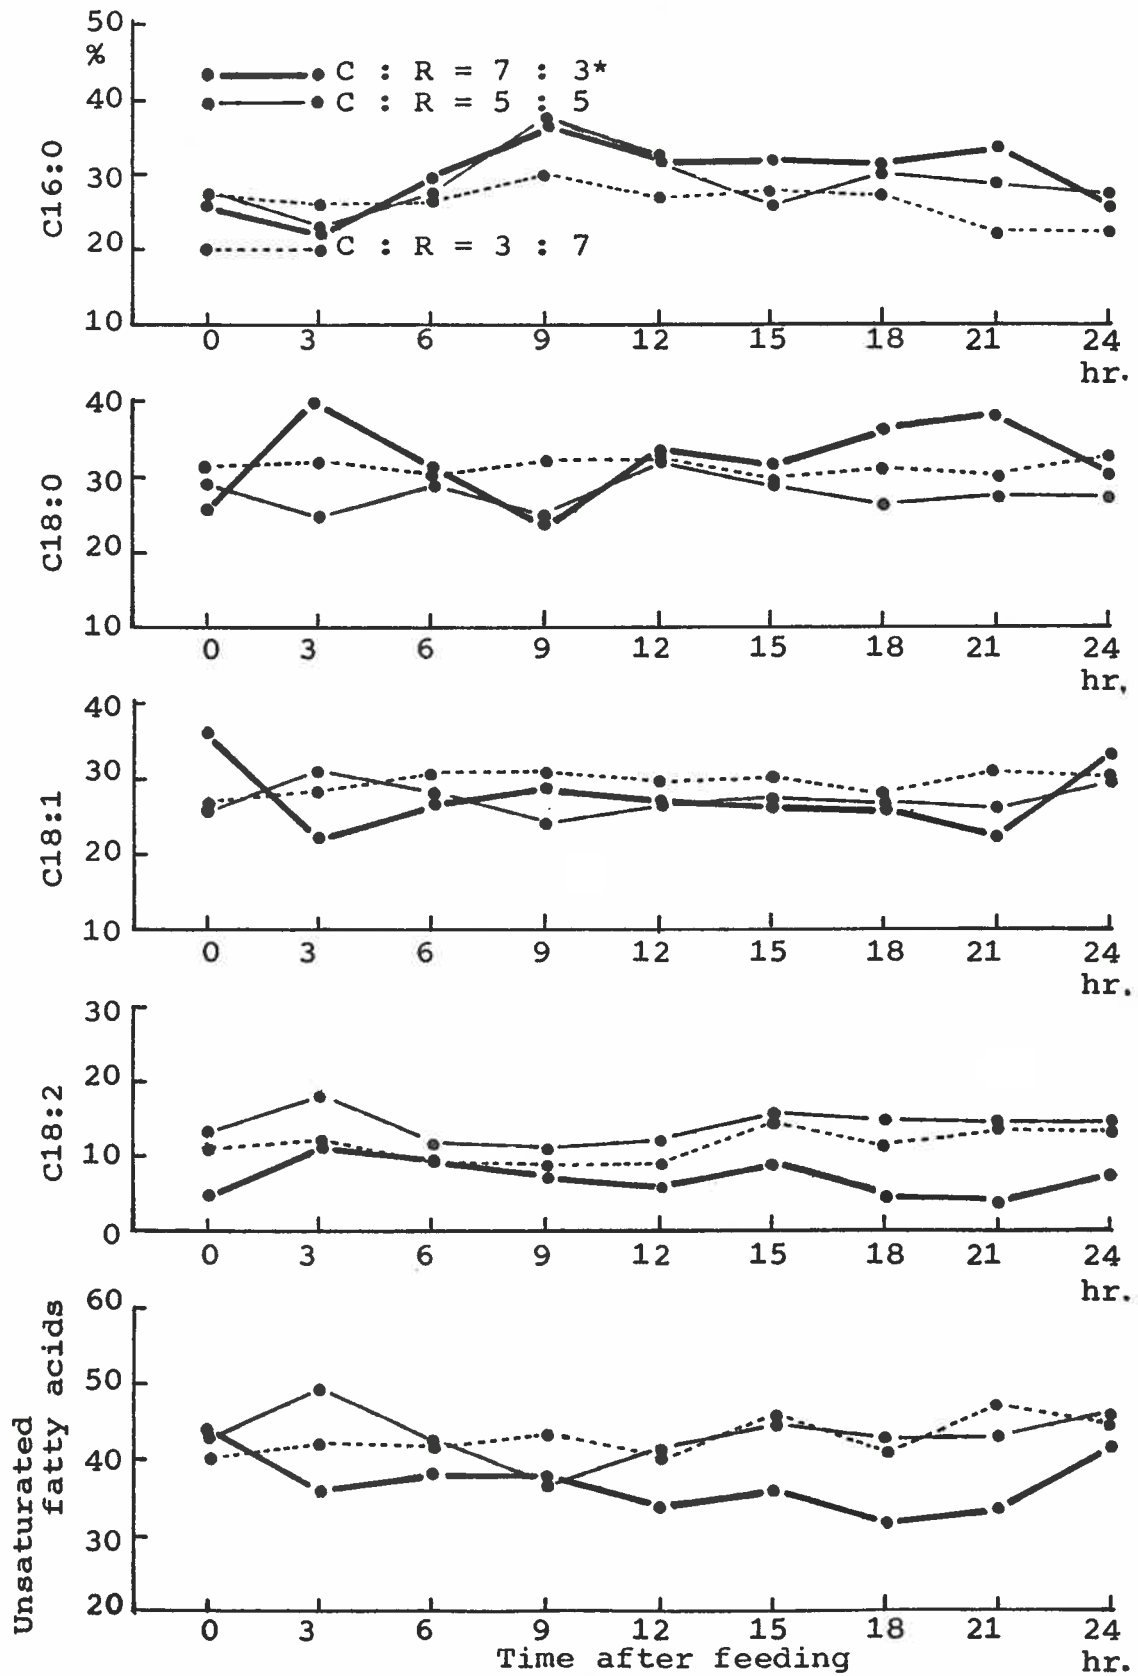 50
%
C : R = 7 : 3*
40
C : R = 5 : 5
30
C16:0
20
C : R = 3 : 7
10
0 3 6 9 12 15 18 21 24
hr.
40
30
C18:0
20
10
0 3 6 9 12 15 18 21 24
hr.
40
30
C18:1
20
10
0 3 6 9 12 15 18 21 24
hr.
30
20
C18:2
10
0
0 3 6 9 12 15 18 21 24
hr.
60
50
Unsaturated
fatty acids
40
30
20
0 3 6 9 12 15 18 21 24
Time after feeding
hr.